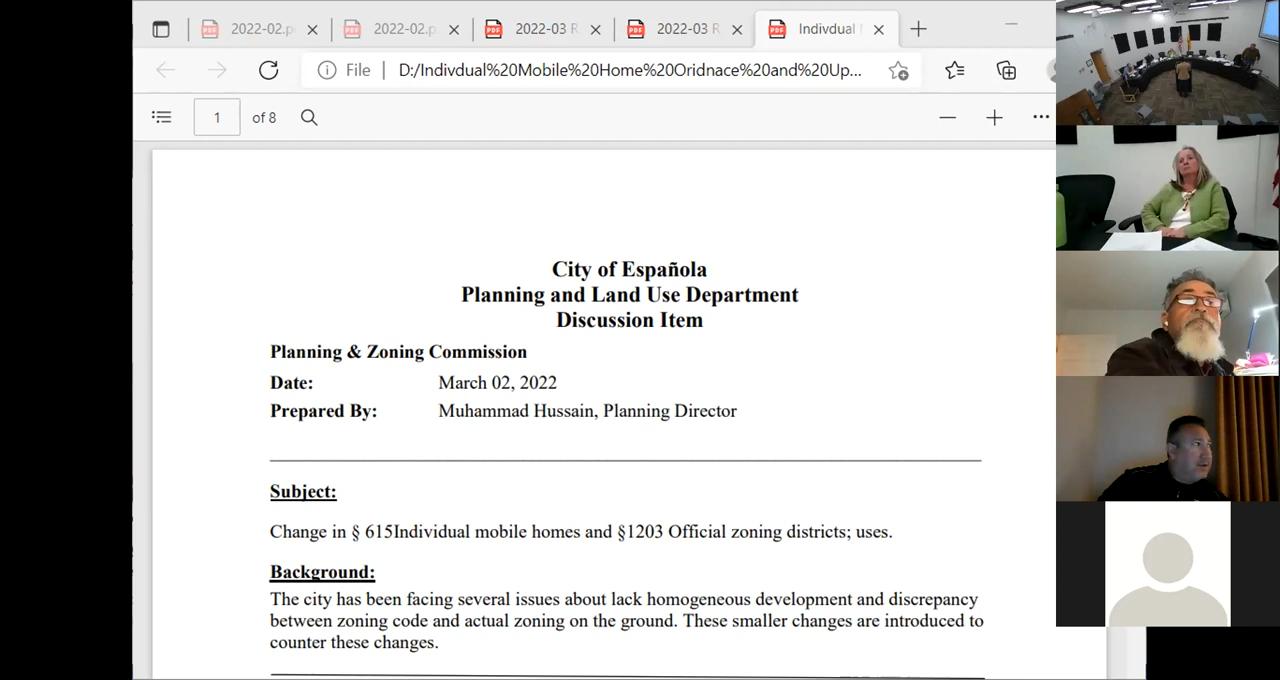 2022-02.p
2022-02.p
2022-03 R
2022-03 R
Indivdual
File
D:/Indivdual%20Mobile%20Home%20Oridnace%20and%20Up...
1 of 8
City of Española
Planning and Land Use Department
Discussion Item
Planning & Zoning Commission
Date: March 02, 2022
Prepared By: Muhammad Hussain, Planning Director
Subject:
Change in § 615Individual mobile homes and §1203 Official zoning districts; uses.
Background:
The city has been facing several issues about lack homogeneous development and discrepancy
between zoning code and actual zoning on the ground. These smaller changes are introduced to
counter these changes.